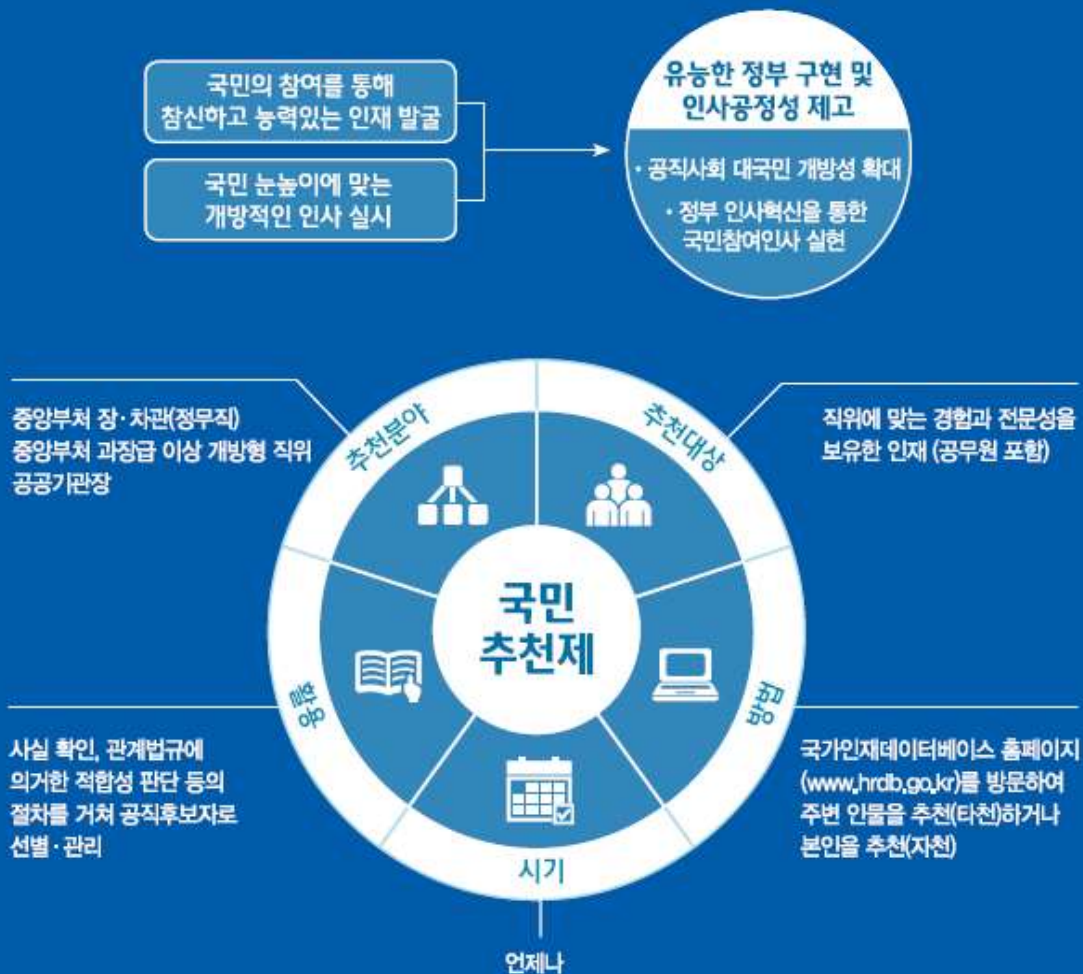 국민의 참여를 통해
참신하고 능력있는 인재 발굴
국민 눈높이에 맞는
개방적인 인사 실시
유능한 정부 구현 및
인사공정성 제고
· 공직사회 대국민 개방성 확대
· 정부 인사혁신을 통한
국민참여인사 실현
중앙부처 장·차관(정무직)
중앙부처 과장급 이상 개방형 직위
공공기관장
추천분야
추천대상
직위에 맞는 경험과 전문성을
보유한 인재 (공무원 포함)
국민
추천제
활용
방법
사실 확인, 관계법규에
의거한 적합성 판단 등의
절차를 거쳐 공직후보자로
선별·관리
국가인재데이터베이스 홈페이지
(www.hrdb.go.kr)를 방문하여
주변 인물을 추천(타천)하거나
본인을 추천(자천)
시기
언제나